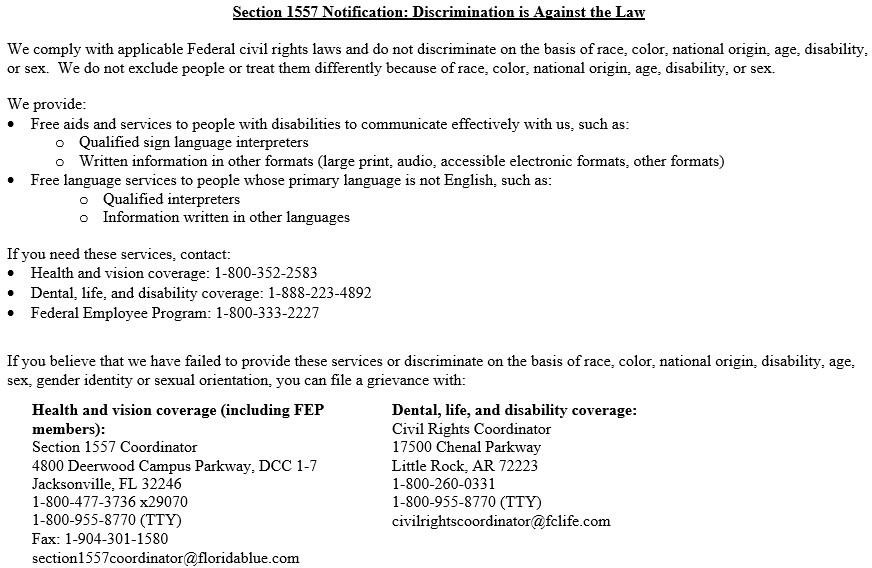 Section 1557 Notification: Discrimination is Against the Law
We comply with applicable Federal civil rights laws and do not discriminate on the basis of race, color, national origin, age, disability,
or sex.  We do not exclude people or treat them differently because of race, color, national origin, age, disability, or sex.
We provide:
• Free aids and services to people with disabilities to communicate effectively with us, such as:
o Qualified sign language interpreters
o Written information in other formats (large print, audio, accessible electronic formats, other formats)
• Free language services to people whose primary language is not English, such as:
o Qualified interpreters
o Information written in other languages
If you need these services, contact:
• Health and vision coverage: 1-800-352-2583
• Dental, life, and disability coverage: 1-888-223-4892
• Federal Employee Program: 1-800-333-2227
If you believe that we have failed to provide these services or discriminate on the basis of race, color, national origin, disability, age,
sex, gender identity or sexual orientation, you can file a grievance with:
Health and vision coverage (including FEP
members):
Section 1557 Coordinator
4800 Deerwood Campus Parkway, DCC 1-7
Jacksonville, FL 32246
1-800-477-3736 x29070
1-800-955-8770 (TTY)
Fax: 1-904-301-1580
section1557coordinator@floridablue.com
Dental, life, and disability coverage:
Civil Rights Coordinator
17500 Chenal Parkway
Little Rock, AR 72223
1-800-260-0331
1-800-955-8770 (TTY)
civilrightscoordinator@fclife.com